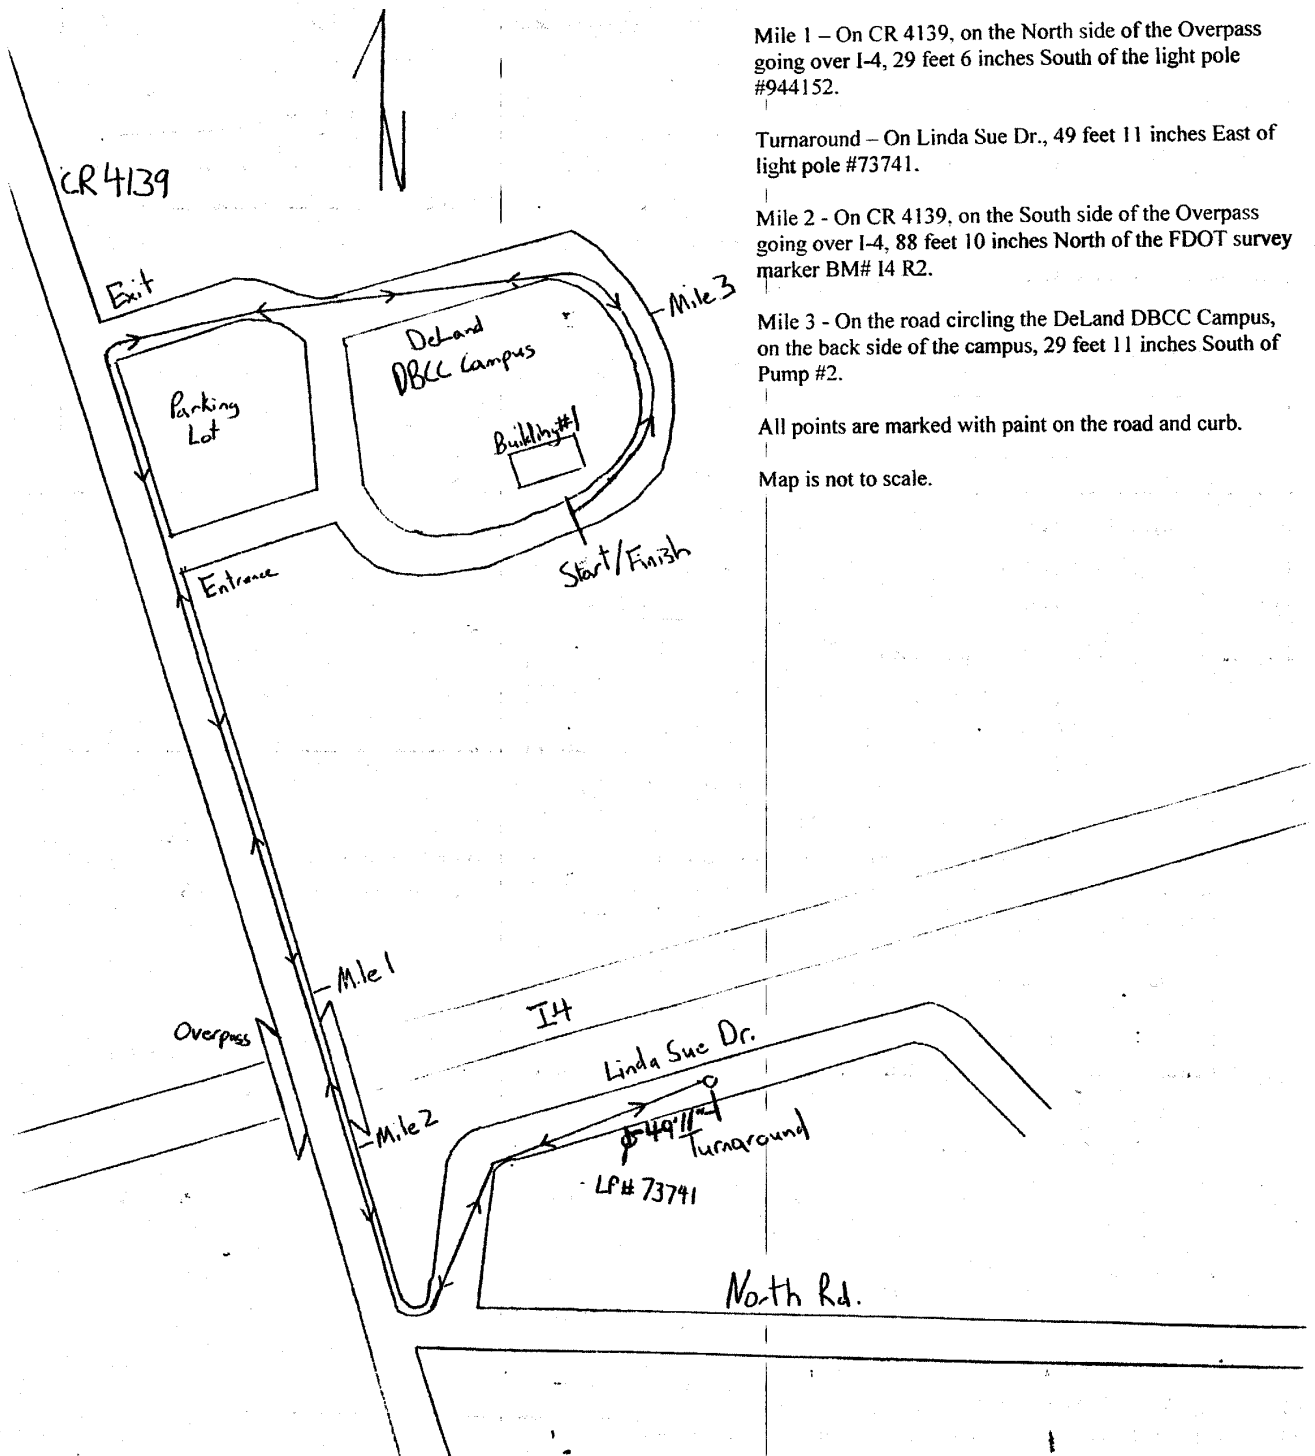 Mile 1 – On CR 4139, on the North side of the Overpass
going over I-4, 29 feet 6 inches South of the light pole
#944152.
Turnaround – On Linda Sue Dr., 49 feet 11 inches East of
light pole #73741.
Mile 2 - On CR 4139, on the South side of the Overpass
going over I-4, 88 feet 10 inches North of the FDOT survey
marker BM# I4 R2.
Mile 3 - On the road circling the DeLand DBCC Campus,
on the back side of the campus, 29 feet 11 inches South of
Pump #2.
All points are marked with paint on the road and curb.
Map is not to scale.
N
CR 4139
Exit
Mile 3
DeLand
DBCC Campus
Parking
Lot
Building #1
Start/Finish
Entrance
Mile 1
I4
Overpass
Linda Sue Dr.
Mile 2
49'11"
Turnaround
LP# 73741
North Rd.